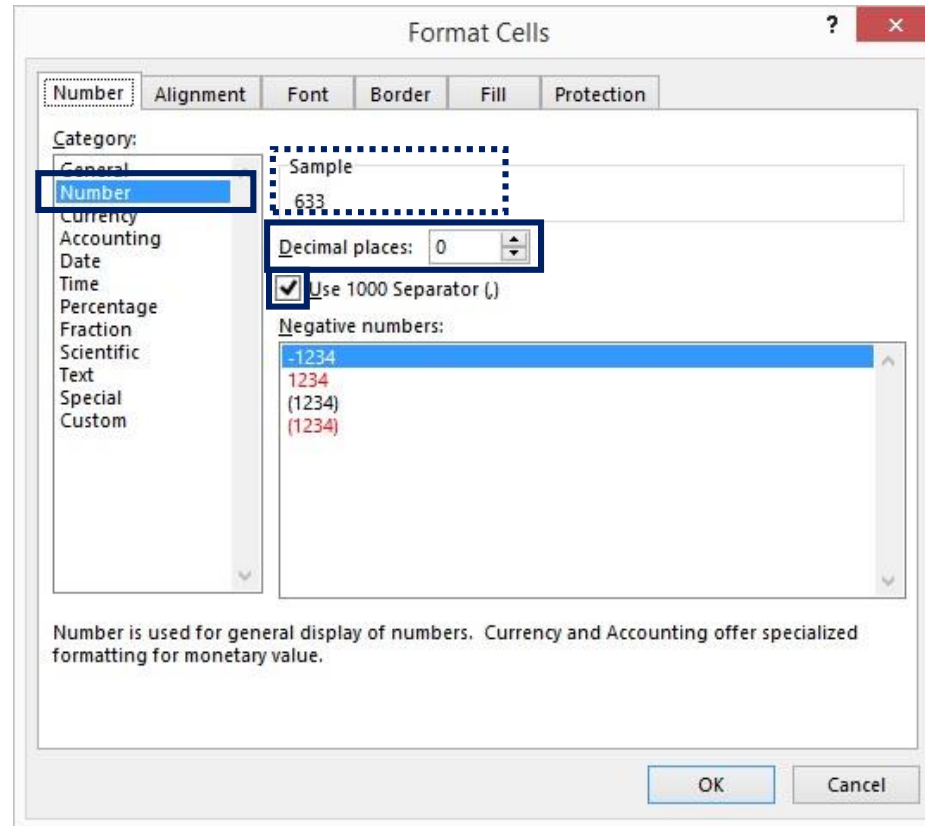 Format Cells
? ×
Number Alignment Font Border Fill Protection
Category:
General
Number
Currency
Accounting
Date
Time
Percentage
Fraction
Scientific
Text
Special
Custom
Sample
633
Decimal places: 0
Use 1000 Separator (,)
Negative numbers:
-1234
1234
(1234)
(1234)
Number is used for general display of numbers. Currency and Accounting offer specialized
formatting for monetary value.
OK Cancel